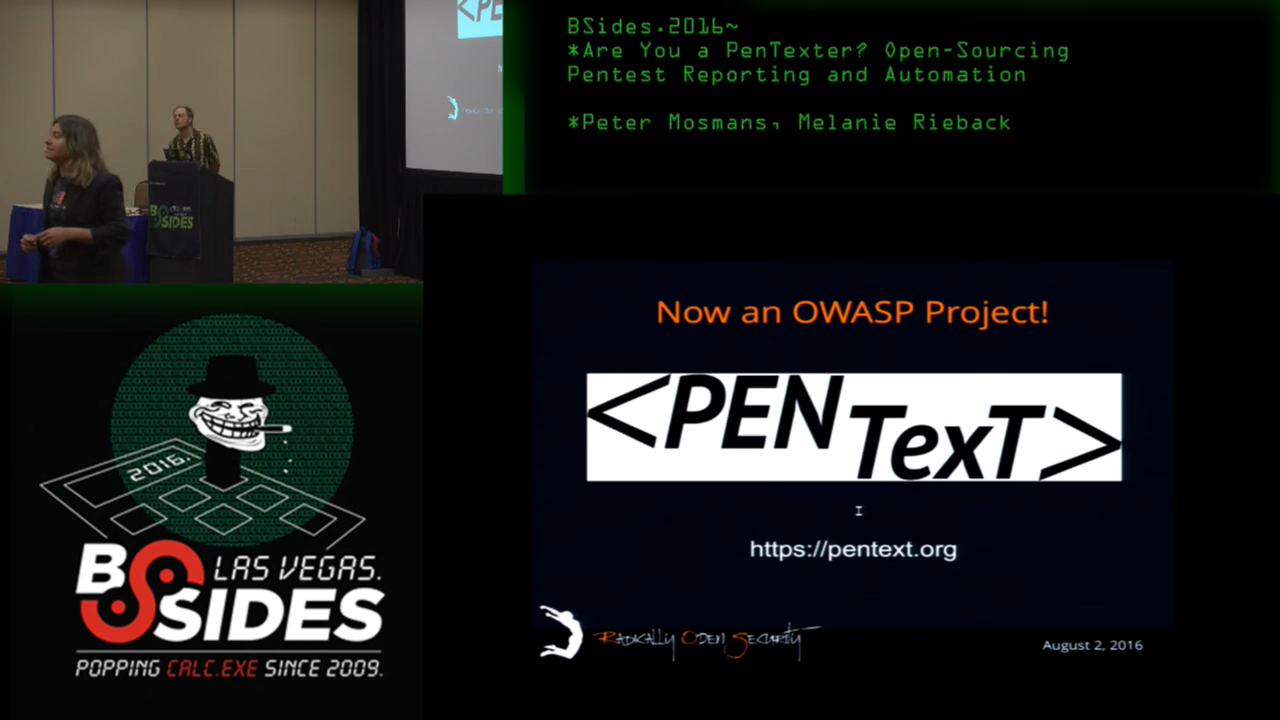 BSides.2016~
*Are You a PenTexter? Open-Sourcing
Pentest Reporting and Automation
*Peter Mosmans, Melanie Rieback
<PE
BSIDES
Now an OWASP Project!
<PEN
TexT>
https://pentext.org
Radically Open Security
August 2, 2016
2016.
BSIDES
LAS VEGAS.
POPPING CALC.EXE SINCE 2009.